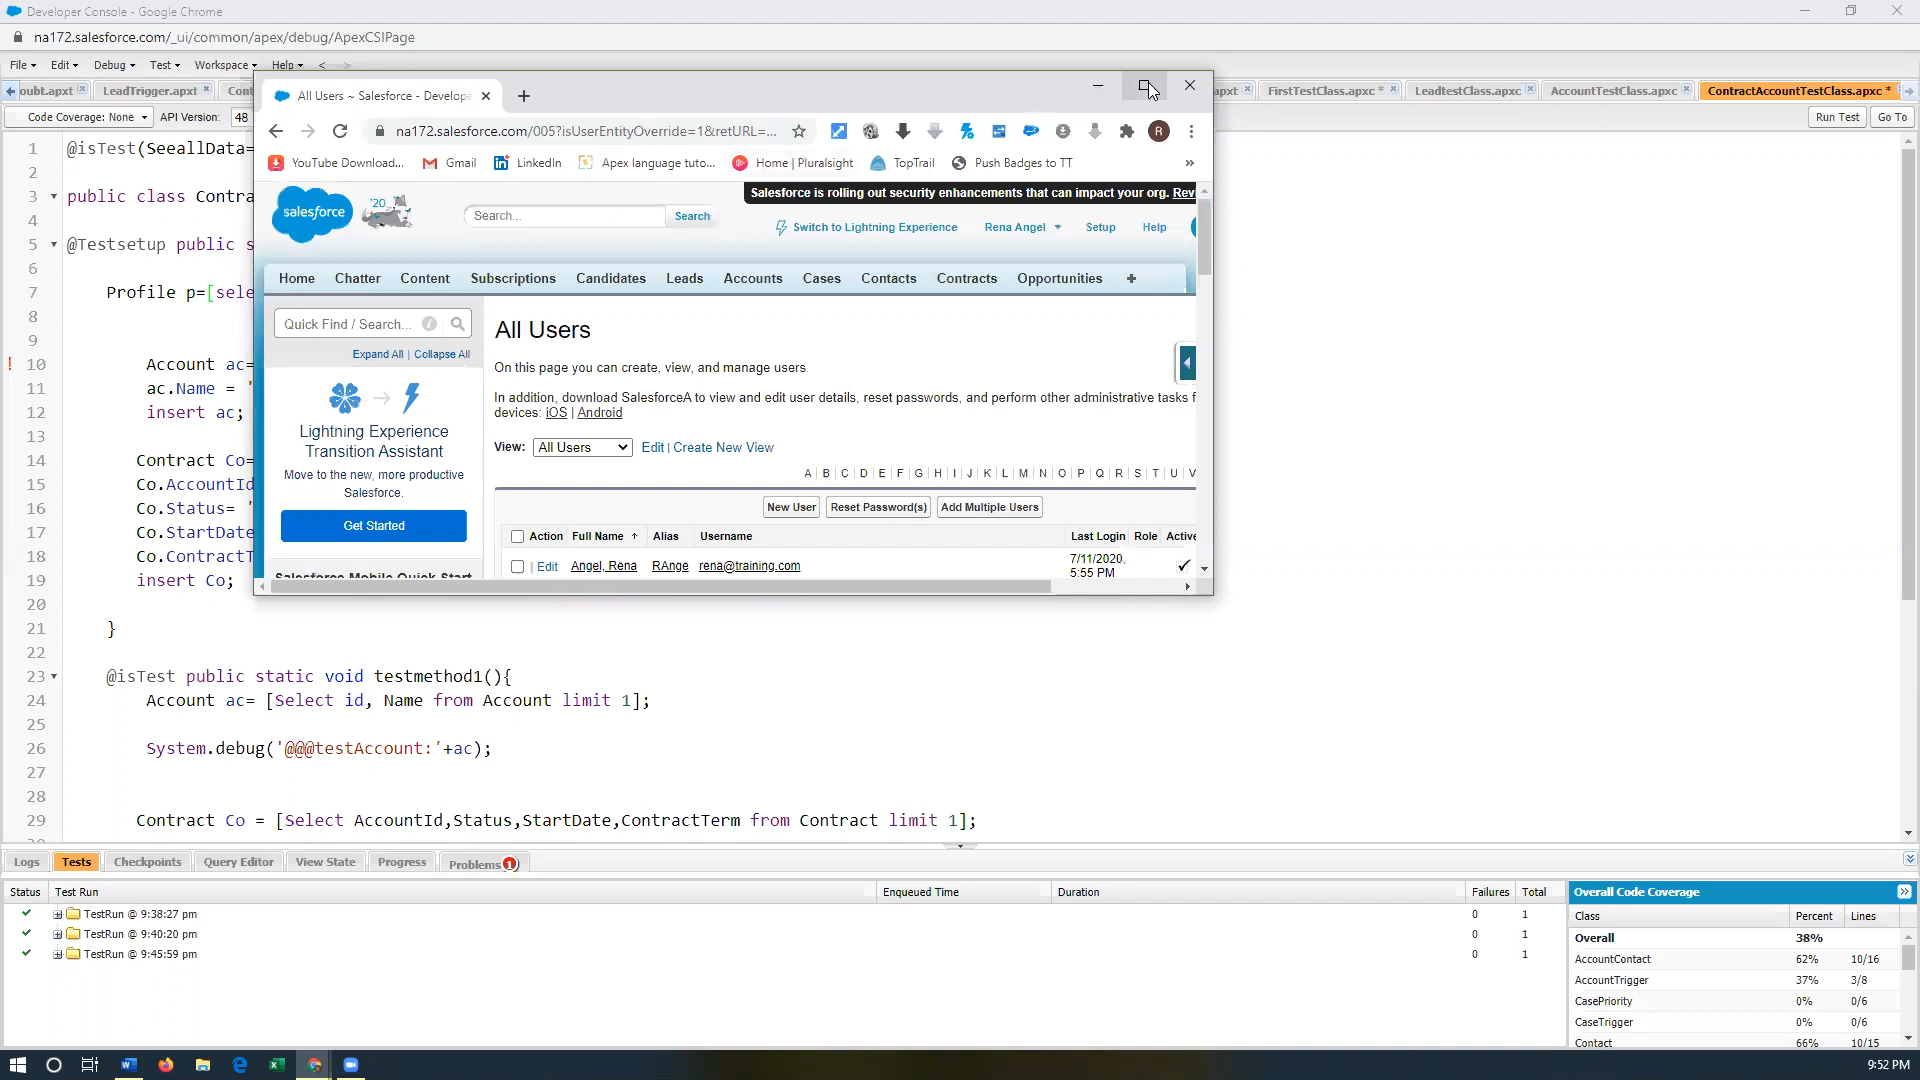 Developer Console - Google Chrome
na172.salesforce.com/_ui/common/apex/debug/ApexCSIPage
File Edit Debug Test Workspace Help < >
oubt.apxt LeadTrigger.apxt Cont apxt FirstTestClass.apxc * LeadtestClass.apxc AccountTestClass.apxc ContractAccountTestClass.apxc *
Code Coverage: None API Version: 48 Run Test Go To
All Users ~ Salesforce - Develope
na172.salesforce.com/005?isUserEntityOverride=1&retURL=... R
YouTube Download... Gmail LinkedIn Apex language tuto... Home | Pluralsight TopTrail Push Badges to TT »
salesforce '20 Search... Search
Salesforce is rolling out security enhancements that can impact your org. Revi
Switch to Lightning Experience Rena Angel Setup Help
Home Chatter Content Subscriptions Candidates Leads Accounts Cases Contacts Contracts Opportunities +
Quick Find / Search...
Expand All | Collapse All
Lightning Experience
Transition Assistant
Move to the new, more productive
Salesforce.
Get Started
Salesforce Mobile Quick Start
All Users
On this page you can create, view, and manage users.
In addition, download SalesforceA to view and edit user details, reset passwords, and perform other administrative tasks f
devices: iOS | Android
View: All Users Edit | Create New View
A | B | C | D | E | F | G | H | I | J | K | L | M | N | O | P | Q | R | S | T | U | V
New User Reset Password(s) Add Multiple Users
Action Full Name Alias Username Last Login Role Active
| Edit Angel, Rena RAnge rena@training.com 7/11/2020,
5:55 PM
1 @isTest(SeeallData=
2
3 public class Contra
4
5 @Testsetup public s
6
7 Profile p=[sele
8
9
! 10 Account ac=
11 ac.Name = '
12 insert ac;
13
14 Contract Co=
15 Co.AccountId
16 Co.Status= '
17 Co.StartDate
18 Co.ContractT
19 insert Co;
20
21 }
22
23 @isTest public static void testmethod1(){
24 Account ac= [Select id, Name from Account limit 1];
25
26 System.debug('@@@testAccount:'+ac);
27
28
29 Contract Co = [Select AccountId,Status,StartDate,ContractTerm from Contract limit 1];
Logs Tests Checkpoints Query Editor View State Progress Problems 1
Status Test Run Enqueued Time Duration Failures Total
TestRun @ 9:38:27 pm 0 1
TestRun @ 9:40:20 pm 0 1
TestRun @ 9:45:59 pm 0 1
Overall Code Coverage
Class Percent Lines
Overall 38%
AccountContact 62% 10/16
AccountTrigger 37% 3/8
CasePriority 0% 0/6
CaseTrigger 0% 0/6
Contact 66% 10/15
9:52 PM